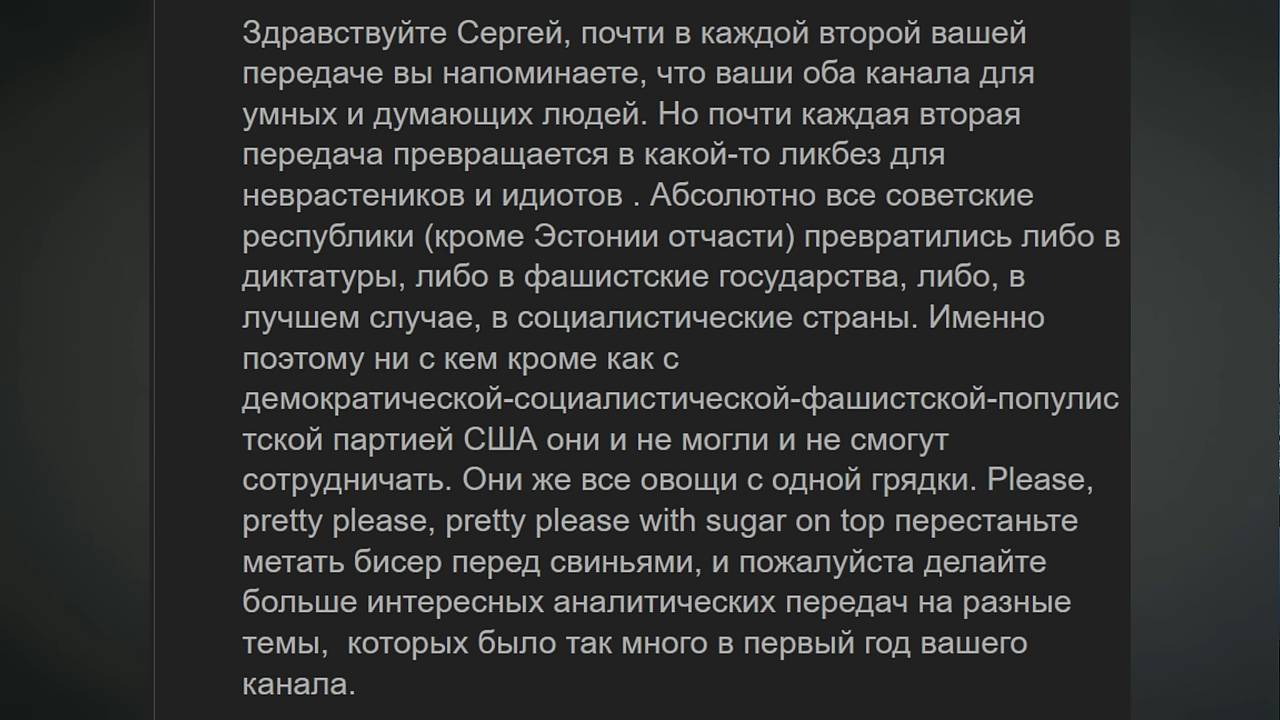 Здравствуйте Сергей, почти в каждой второй вашей
передаче вы напоминаете, что ваши оба канала для
умных и думающих людей. Но почти каждая вторая
передача превращается в какой-то ликбез для
неврастеников и идиотов . Абсолютно все советские
республики (кроме Эстонии отчасти) превратились либо в
диктатуры, либо в фашистские государства, либо, в
лучшем случае, в социалистические страны. Именно
поэтому ни с кем кроме как с
демократической-социалистической-фашистской-популис
тской партией США они и не могли и не смогут
сотрудничать. Они же все овощи с одной грядки. Please,
pretty please, pretty please with sugar on top перестаньте
метать бисер перед свиньями, и пожалуйста делайте
больше интересных аналитических передач на разные
темы,  которых было так много в первый год вашего
канала.